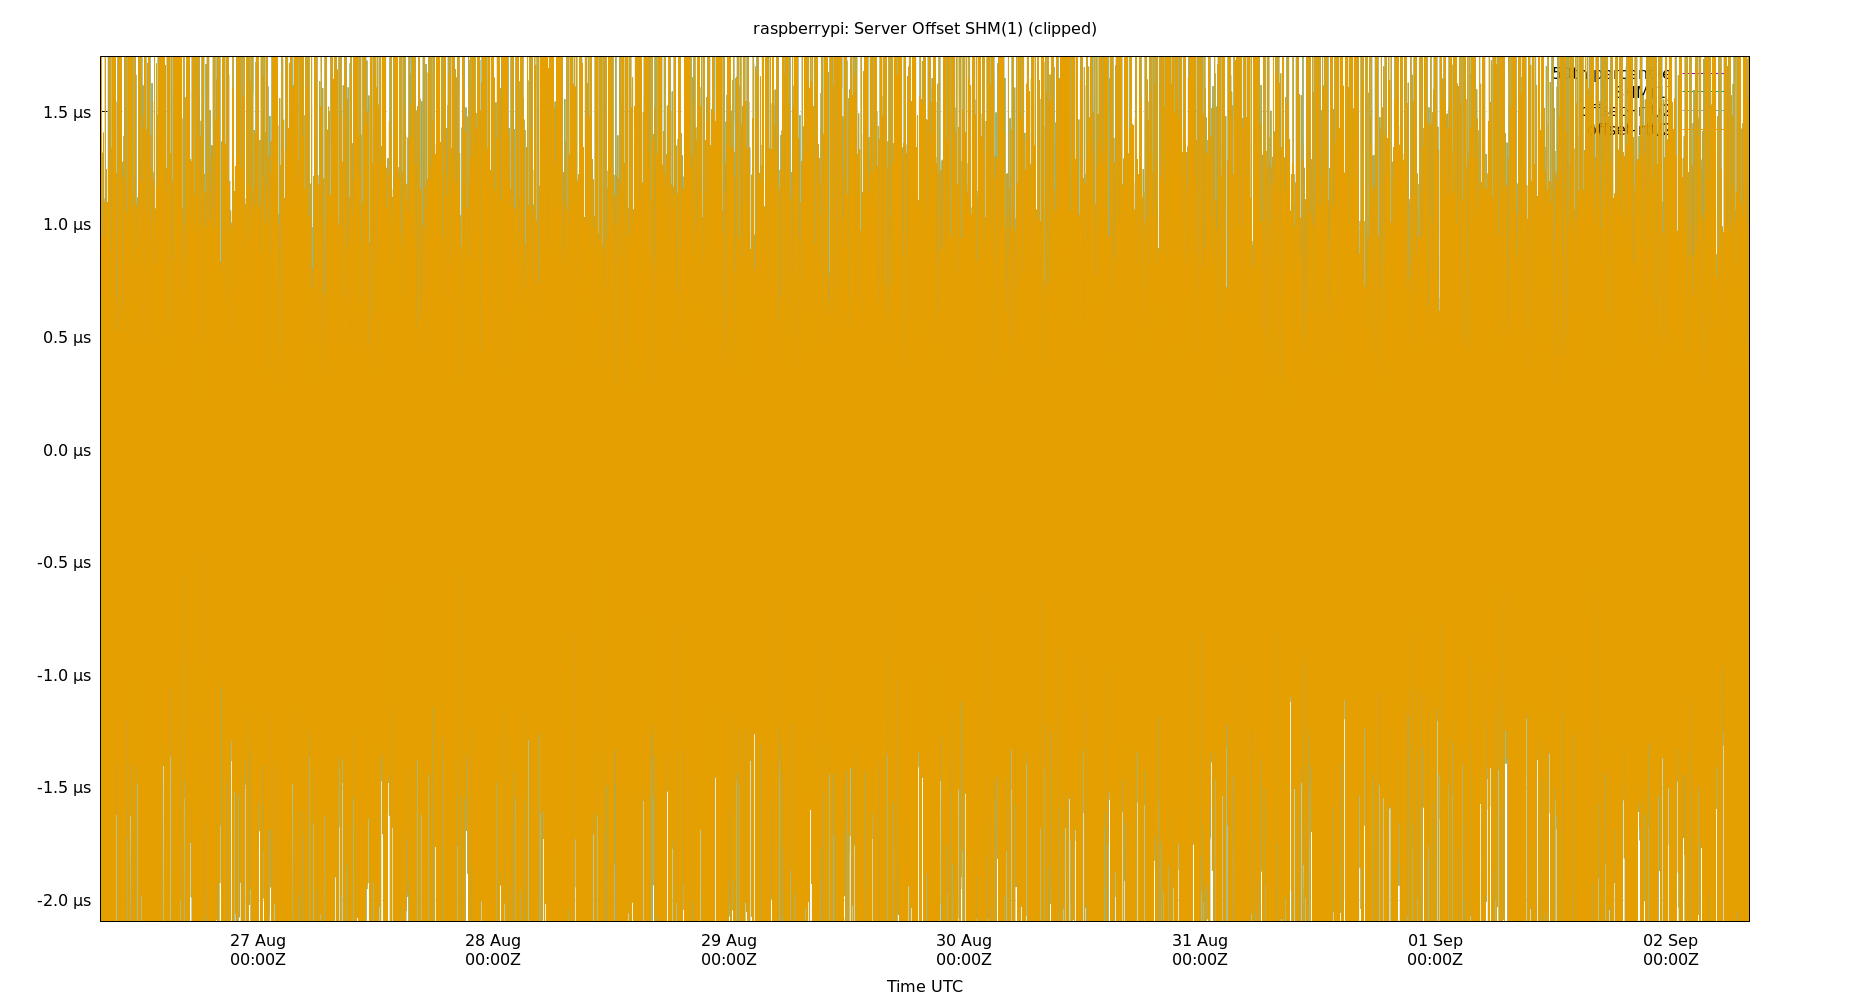 raspberrypi: Server Offset SHM(1) (clipped)
1.5 µs
1.0 µs
0.5 µs
0.0 µs
-0.5 µs
-1.0 µs
-1.5 µs
-2.0 µs
27 Aug 28 Aug 29 Aug 30 Aug 31 Aug 01 Sep 02 Sep
00:00Z 00:00Z 00:00Z 00:00Z 00:00Z 00:00Z 00:00Z
Time UTC